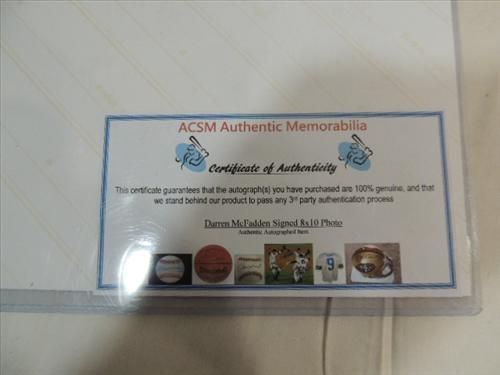 ACSM Authentic Memorabilia
Certificate of Authenticity
This certificate guarantees that the autograph(s) you have purchased are 100% genuine, and that
we stand behind our product to pass any 3rd party authentication process
Darren McFadden Signed 8x10 Photo
Authentic Autographed Item
9